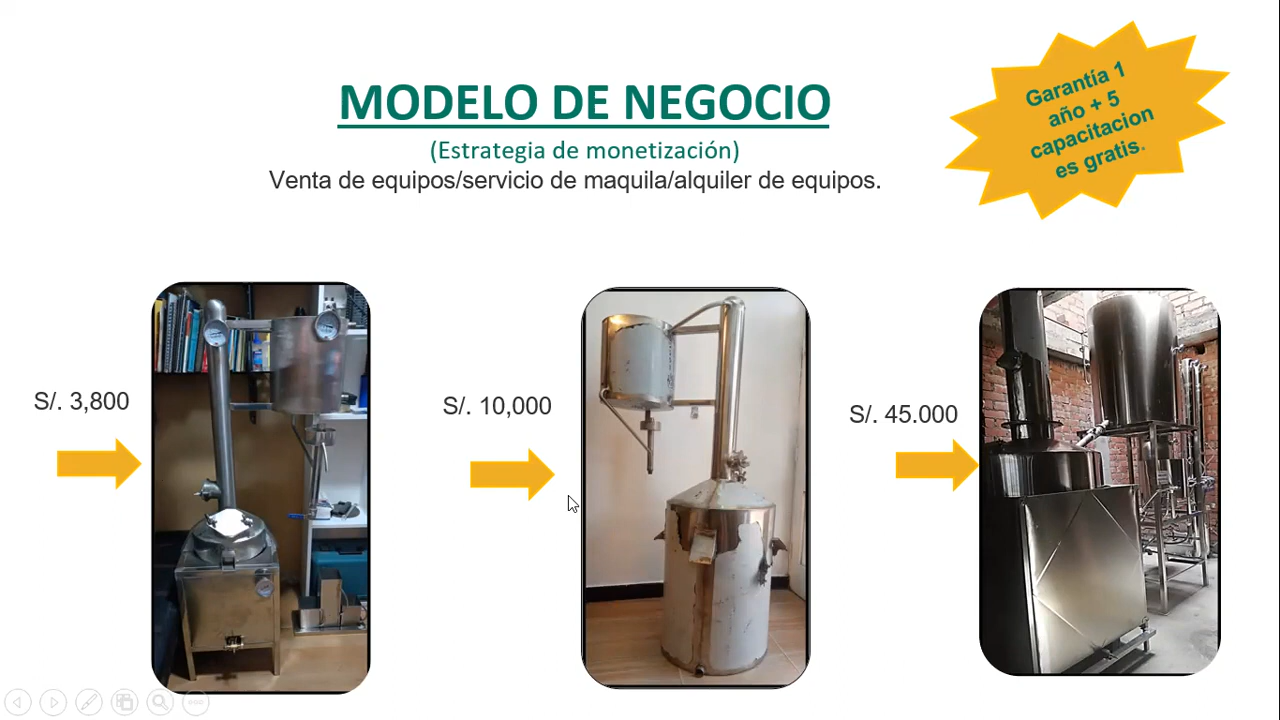 MODELO DE NEGOCIO
(Estrategia de monetización)
Venta de equipos/servicio de maquila/alquiler de equipos.
Garantía 1
año + 5
capacitacion
es gratis.
S/. 3,800
S/. 10,000
S/. 45.000